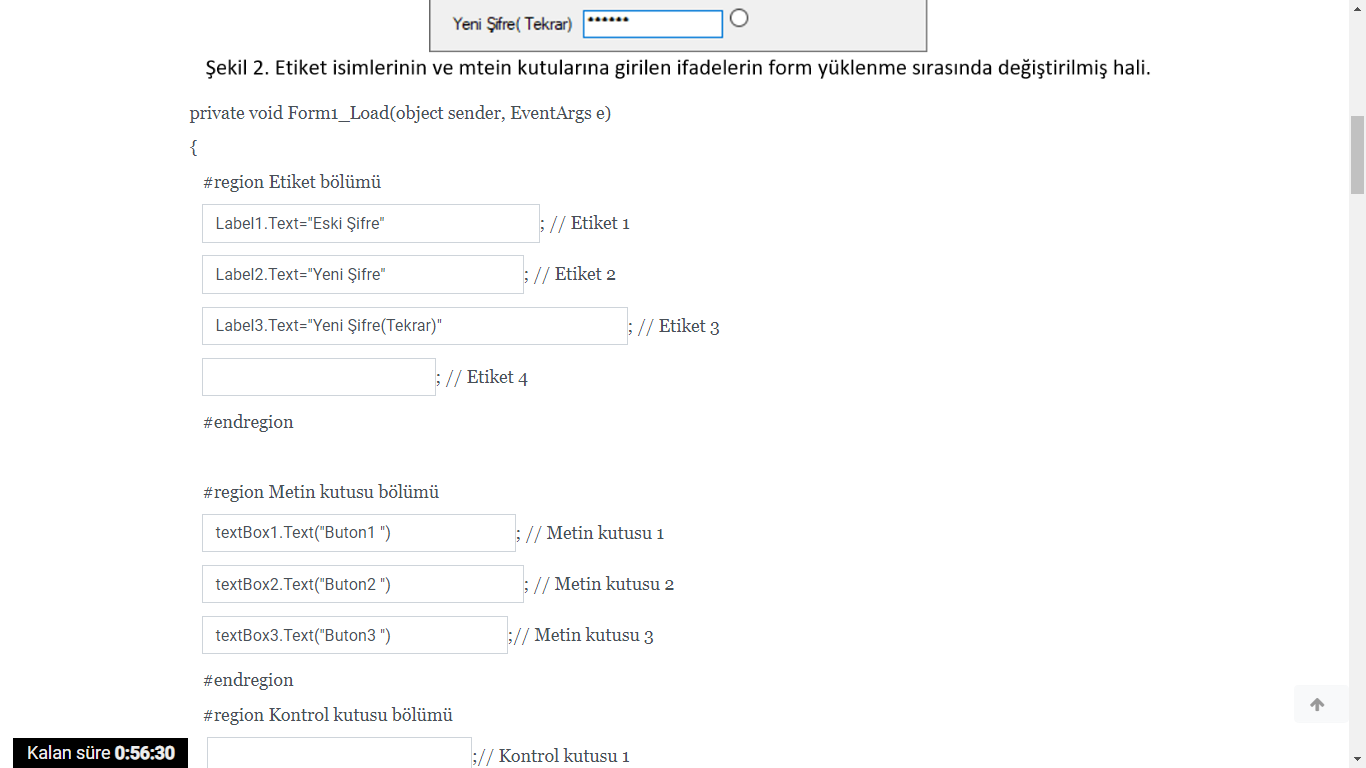 Yeni Şifre( Tekrar) ******
Şekil 2. Etiket isimlerinin ve mtein kutularına girilen ifadelerin form yüklenme sırasında değiştirilmiş hali.
private void Form1_Load(object sender, EventArgs e)
{
#region Etiket bölümü
Label1.Text="Eski Şifre" ; // Etiket 1
Label2.Text="Yeni Şifre" ; // Etiket 2
Label3.Text="Yeni Şifre(Tekrar)" ; // Etiket 3
; // Etiket 4
#endregion
#region Metin kutusu bölümü
textBox1.Text("Buton1 ") ; // Metin kutusu 1
textBox2.Text("Buton2 ") ; // Metin kutusu 2
textBox3.Text("Buton3 ") ;// Metin kutusu 3
#endregion
#region Kontrol kutusu bölümü
;// Kontrol kutusu 1
Kalan süre 0:56:30